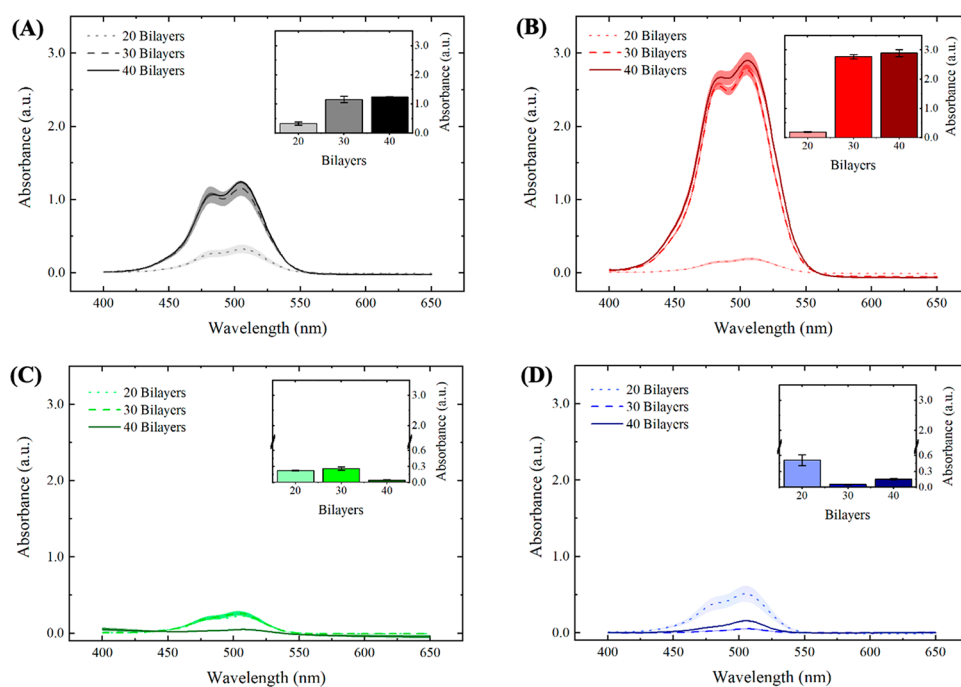 (A)
20 Bilayers
30 Bilayers
40 Bilayers
Absorbance (a.u.)
3.0
2.0
1.0
0.0
400 450 500 550 600 650
Wavelength (nm)
3.0
2.0
1.0
0.0
Absorbance (a.u.)
20 30 40
Bilayers
(B)
20 Bilayers
30 Bilayers
40 Bilayers
Absorbance (a.u.)
3.0
2.0
1.0
0.0
400 450 500 550 600 650
Wavelength (nm)
3.0
2.0
1.0
0.0
Absorbance (a.u.)
20 30 40
Bilayers
(C)
20 Bilayers
30 Bilayers
40 Bilayers
Absorbance (a.u.)
3.0
2.0
1.0
0.0
400 450 500 550 600 650
Wavelength (nm)
3.0
2.0
0.6
0.3
0.0
Absorbance (a.u.)
20 30 40
Bilayers
(D)
20 Bilayers
30 Bilayers
40 Bilayers
Absorbance (a.u.)
3.0
2.0
1.0
0.0
400 450 500 550 600 650
Wavelength (nm)
3.0
2.0
0.6
0.3
0.0
Absorbance (a.u.)
20 30 40
Bilayers